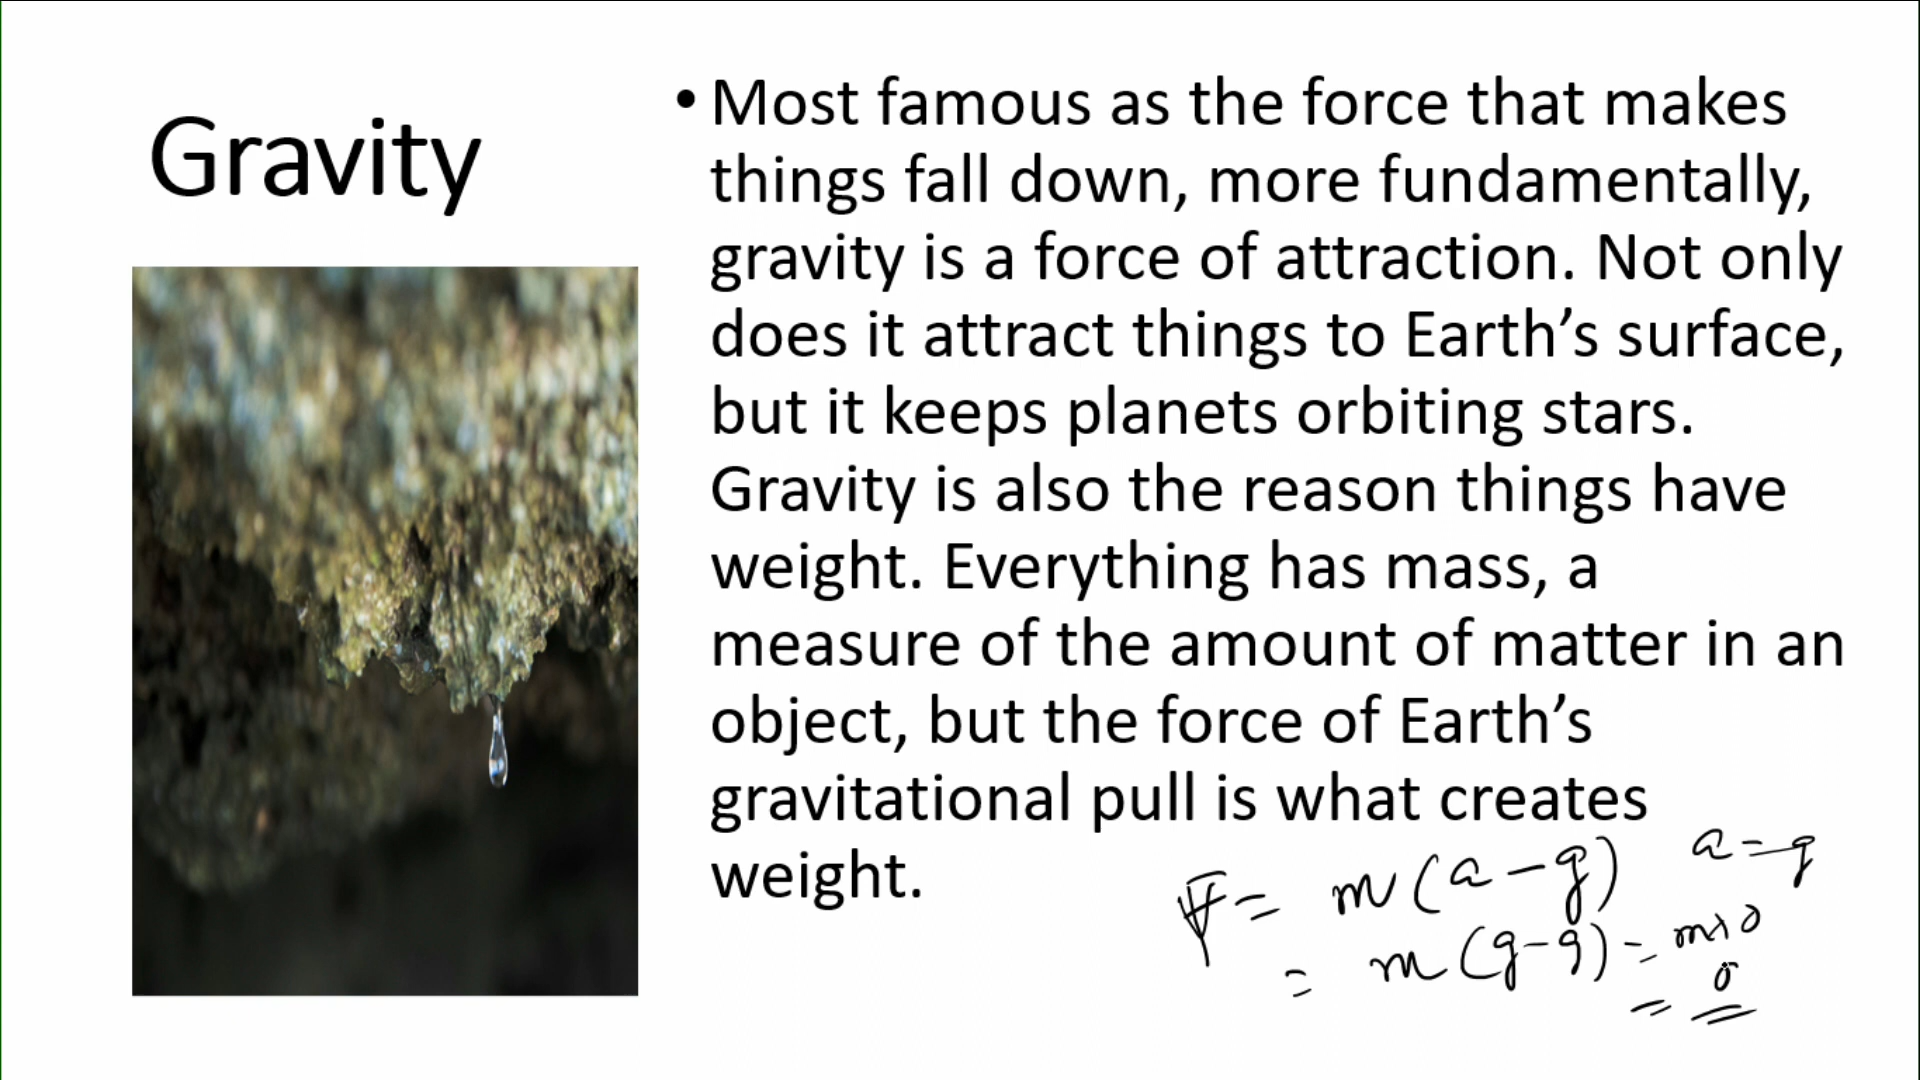 Gravity
• Most famous as the force that makes
things fall down, more fundamentally,
gravity is a force of attraction. Not only
does it attract things to Earth’s surface,
but it keeps planets orbiting stars.
Gravity is also the reason things have
weight. Everything has mass, a
measure of the amount of matter in an
object, but the force of Earth’s
gravitational pull is what creates
weight.
F = m(a-g) a=g
= m(g-g) = m×0
= 0